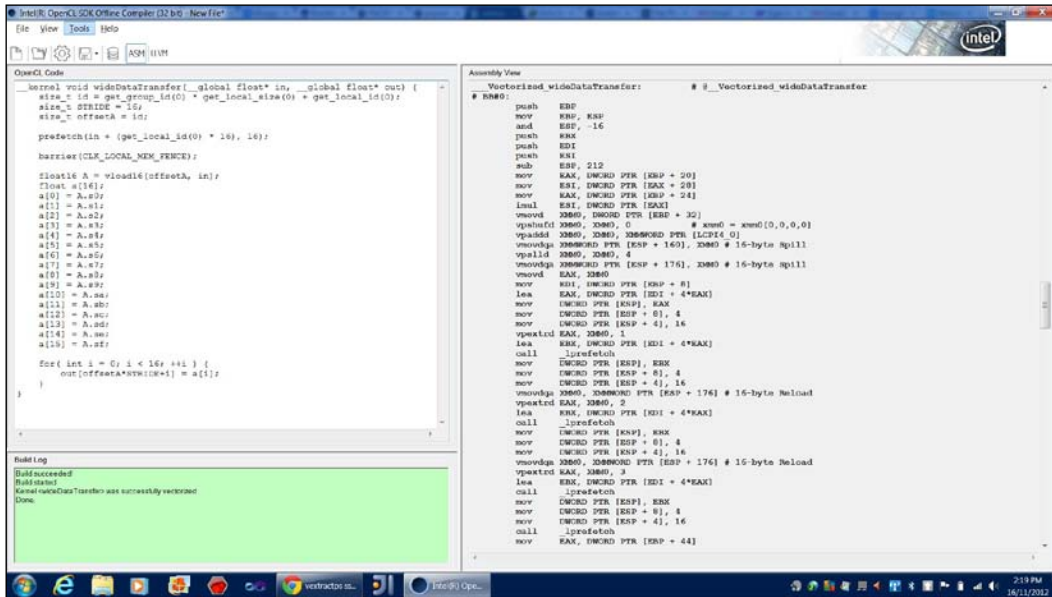 Intel(R) OpenCL SDK Offline Compiler (32 bit) - New File*
File View Tools Help
ASM LLVM
intel
OpenCL Code
__kernel void wideDataTransfer(__global float* in, __global float* out) {
size_t id = get_group_id(0) * get_local_size(0) + get_local_id(0);
size_t STRIDE = 16;
size_t offsetA = id;
prefetch(in + (get_local_id(0) * 16), 16);
barrier(CLK_LOCAL_MEM_FENCE);
float16 A = vload16(offsetA, in);
float a[16];
a[0] = A.s0;
a[1] = A.s1;
a[2] = A.s2;
a[3] = A.s3;
a[4] = A.s4;
a[5] = A.s5;
a[6] = A.s6;
a[7] = A.s7;
a[8] = A.s8;
a[9] = A.s9;
a[10] = A.sa;
a[11] = A.sb;
a[12] = A.sc;
a[13] = A.sd;
a[14] = A.se;
a[15] = A.sf;
for( int i = 0; i < 16; ++i ) {
out[offsetA*STRIDE+i] = a[i];
}
}
Build Log
Build succeeded!
Build started
Kernel <wideDataTransfer> was successfully vectorized
Done.
Assembly View
___Vectorized_wideDataTransfer: # @__Vectorized_wideDataTransfer
# BB#0:
push EBP
mov EBP, ESP
and ESP, -16
push EBX
push EDI
push ESI
sub ESP, 212
mov EAX, DWORD PTR [EBP + 20]
mov ESI, DWORD PTR [EAX + 28]
mov EAX, DWORD PTR [EBP + 24]
imul ESI, DWORD PTR [EAX]
vmovd XMM0, DWORD PTR [EBP + 32]
vpshufd XMM0, XMM0, 0 # xmm0 = xmm0[0,0,0,0]
vpaddd XMM0, XMM0, XMMWORD PTR [LCPI4_0]
vmovdqa XMMWORD PTR [ESP + 160], XMM0 # 16-byte Spill
vpslld XMM0, XMM0, 4
vmovdqa XMMWORD PTR [ESP + 176], XMM0 # 16-byte Spill
vmovd EAX, XMM0
mov EDI, DWORD PTR [EBP + 8]
lea EAX, DWORD PTR [EDI + 4*EAX]
mov DWORD PTR [ESP], EAX
mov DWORD PTR [ESP + 8], 4
mov DWORD PTR [ESP + 4], 16
vpextrd EAX, XMM0, 1
lea EBX, DWORD PTR [EDI + 4*EAX]
call _lprefetch
mov DWORD PTR [ESP], EBX
mov DWORD PTR [ESP + 8], 4
mov DWORD PTR [ESP + 4], 16
vmovdqa XMM0, XMMWORD PTR [ESP + 176] # 16-byte Reload
vpextrd EAX, XMM0, 2
lea EBX, DWORD PTR [EDI + 4*EAX]
call _lprefetch
mov DWORD PTR [ESP], EBX
mov DWORD PTR [ESP + 8], 4
mov DWORD PTR [ESP + 4], 16
vmovdqa XMM0, XMMWORD PTR [ESP + 176] # 16-byte Reload
vpextrd EAX, XMM0, 3
lea EBX, DWORD PTR [EDI + 4*EAX]
call _lprefetch
mov DWORD PTR [ESP], EBX
mov DWORD PTR [ESP + 8], 4
mov DWORD PTR [ESP + 4], 16
call _lprefetch
mov EAX, DWORD PTR [EBP + 44]
vextractps ss... Intel(R) Ope...
2:19 PM
16/11/2012